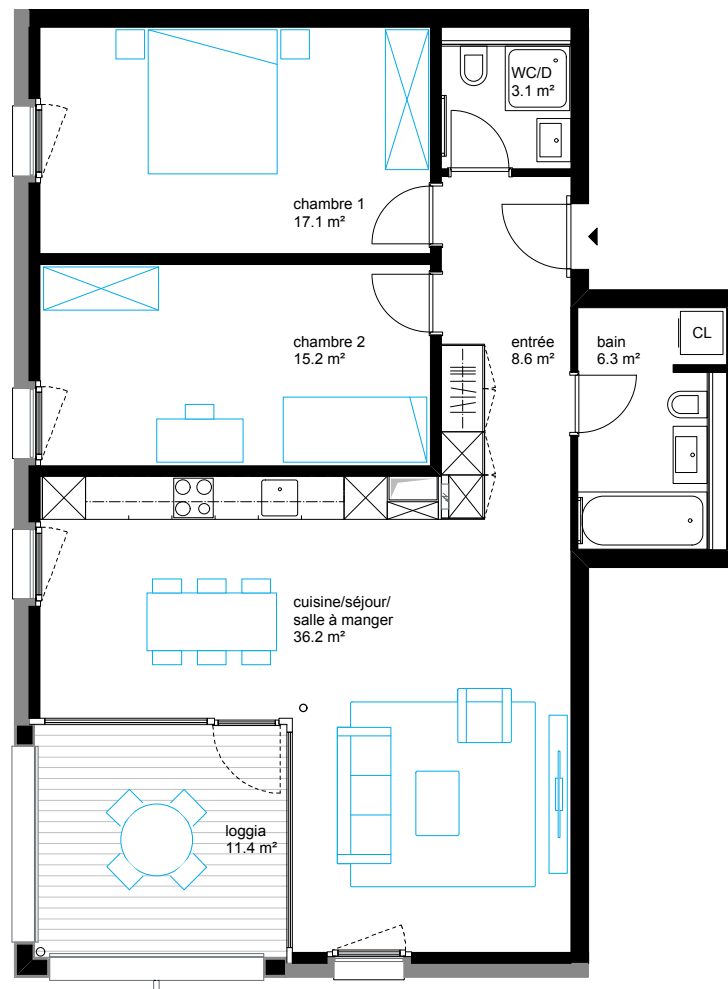 WC/D
3.1 m²
chambre 1
17.1 m²
chambre 2
15.2 m²
entrée
8.6 m²
bain
6.3 m²
CL
cuisine/séjour/
salle à manger
36.2 m²
loggia
11.4 m²